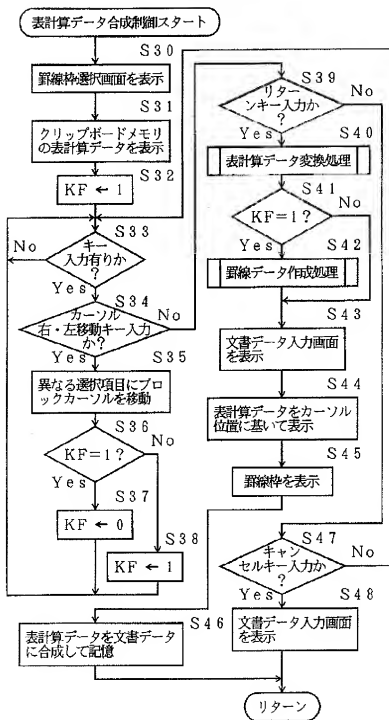 表計算データ合成制御スタート
S30
罫線枠選択画面を表示
S31
クリップボードメモリ
の表計算データを表示
S32
KF ← 1
S33
No
キー
入力有りか
?
Yes
S34
No
カーソル
右・左移動キー入力
か?
Yes
S35
異なる選択項目にブロ
ックカーソルを移動
S36
KF=1?
No
Yes
S37
KF ← 0
S38
KF ← 1
S39
リター
ンキー入力か
?
No
Yes
S40
表計算データ変換処理
S41
KF=1?
No
Yes
S42
罫線データ作成処理
S43
文書データ入力画面
を表示
S44
表計算データをカーソル
位置に基いて表示
S45
罫線枠を表示
S46
表計算データを文書データ
に合成して記憶
S47
キャン
セルキー入力か
?
No
Yes
S48
文書データ入力画面
を表示
リターン